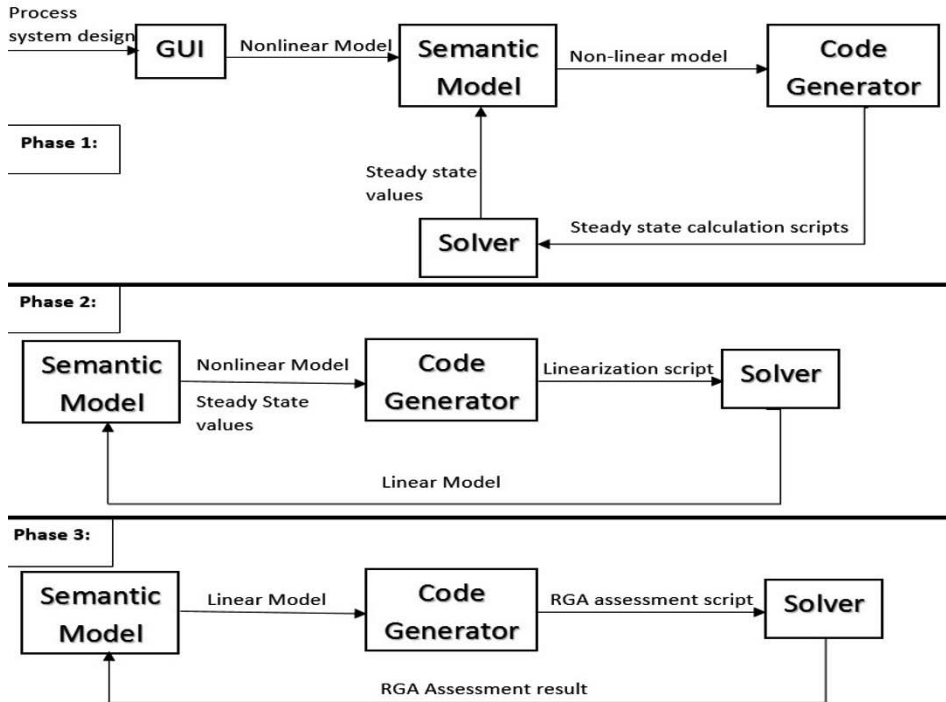 Process
system design
GUI
Nonlinear Model
Semantic
Model
Non-linear model
Code
Generator
Phase 1:
Steady state
values
Solver
Steady state calculation scripts
Phase 2:
Semantic
Model
Nonlinear Model
Steady State
values
Code
Generator
Linearization script
Solver
Linear Model
Phase 3:
Semantic
Model
Linear Model
Code
Generator
RGA assessment script
Solver
RGA Assessment result